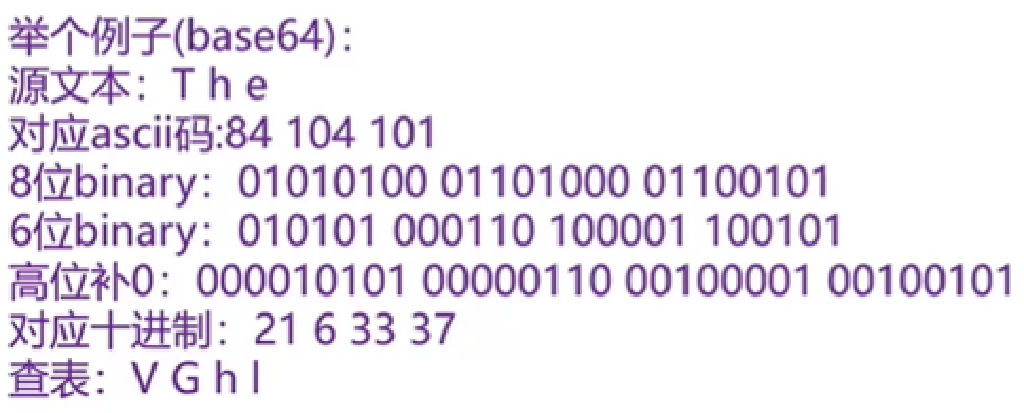 举个例子(base64)：
源文本：T h e
对应ascii码:84 104 101
8位binary：01010100 01101000 01100101
6位binary：010101 000110 100001 100101
高位补0：000010101 00000110 00100001 00100101
对应十进制：21 6 33 37
查表：V G h l